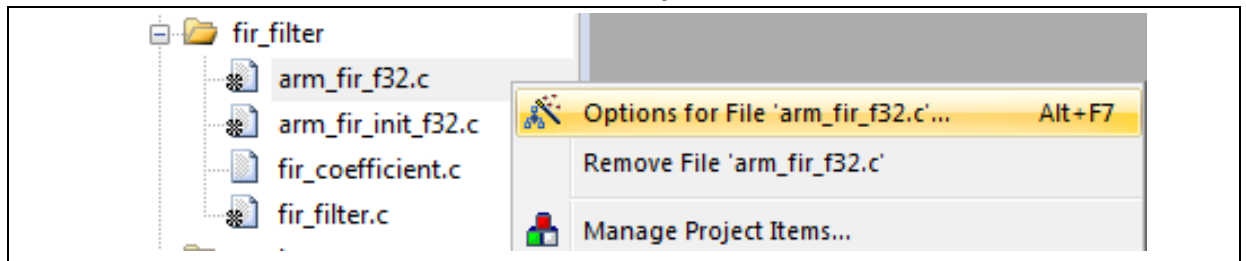 fir_filter
arm_fir_f32.c
arm_fir_init_f32.c
fir_coefficient.c
fir_filter.c
Options for File 'arm_fir_f32.c'... Alt+F7
Remove File 'arm_fir_f32.c'
Manage Project Items...